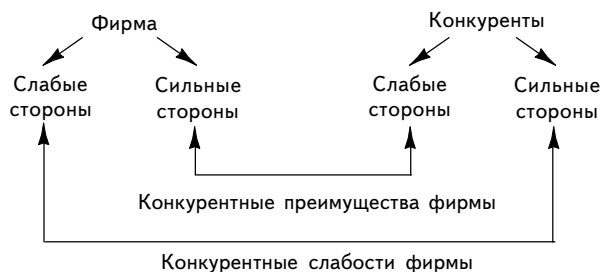 Фирма
Конкуренты
Слабые
стороны
Сильные
стороны
Слабые
стороны
Сильные
стороны
Конкурентные преимущества фирмы
Конкурентные слабости фирмы